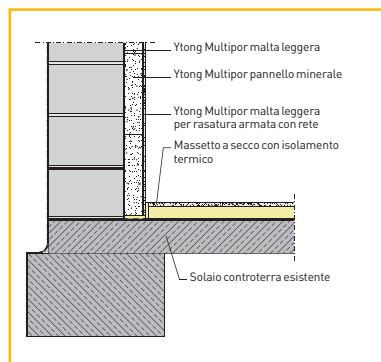 Ytong Multipor malta leggera
Ytong Multipor pannello minerale
Ytong Multipor malta leggera
per rasatura armata con rete
Massetto a secco con isolamento
termico
Solaio controterra esistente